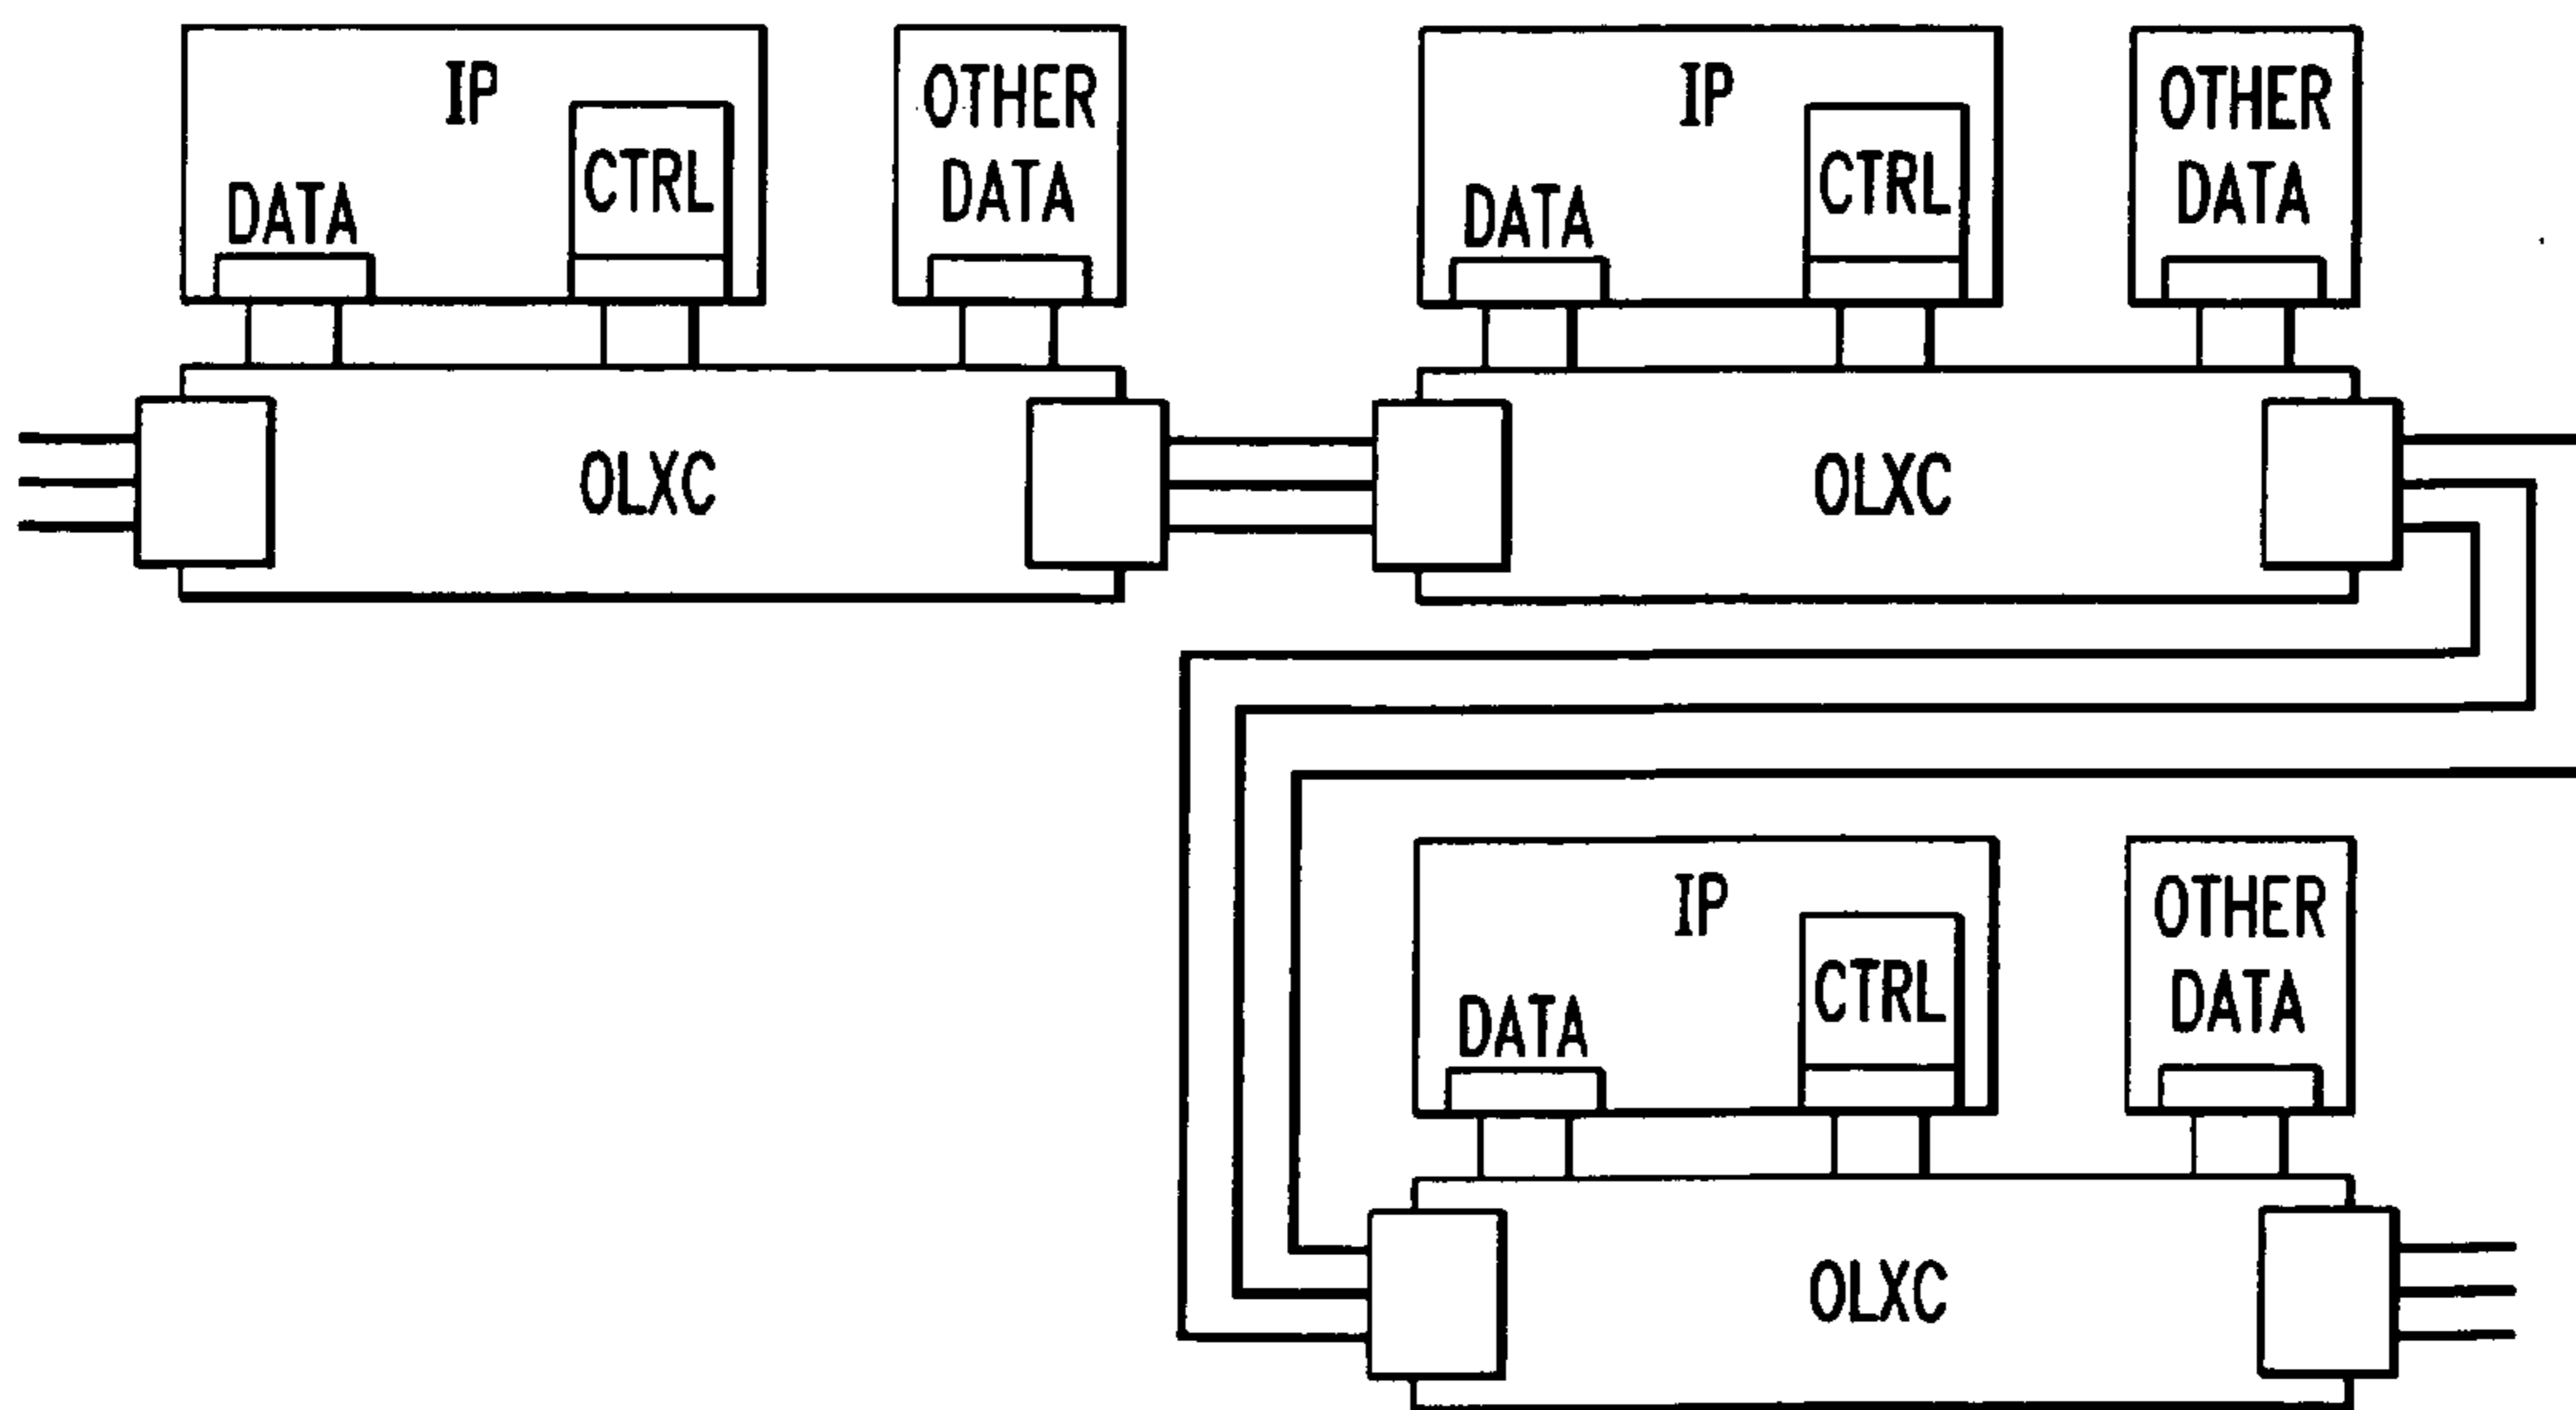 IP
CTRL
DATA
OTHER
DATA
OLXC
IP
CTRL
DATA
OTHER
DATA
OLXC
IP
CTRL
DATA
OTHER
DATA
OLXC